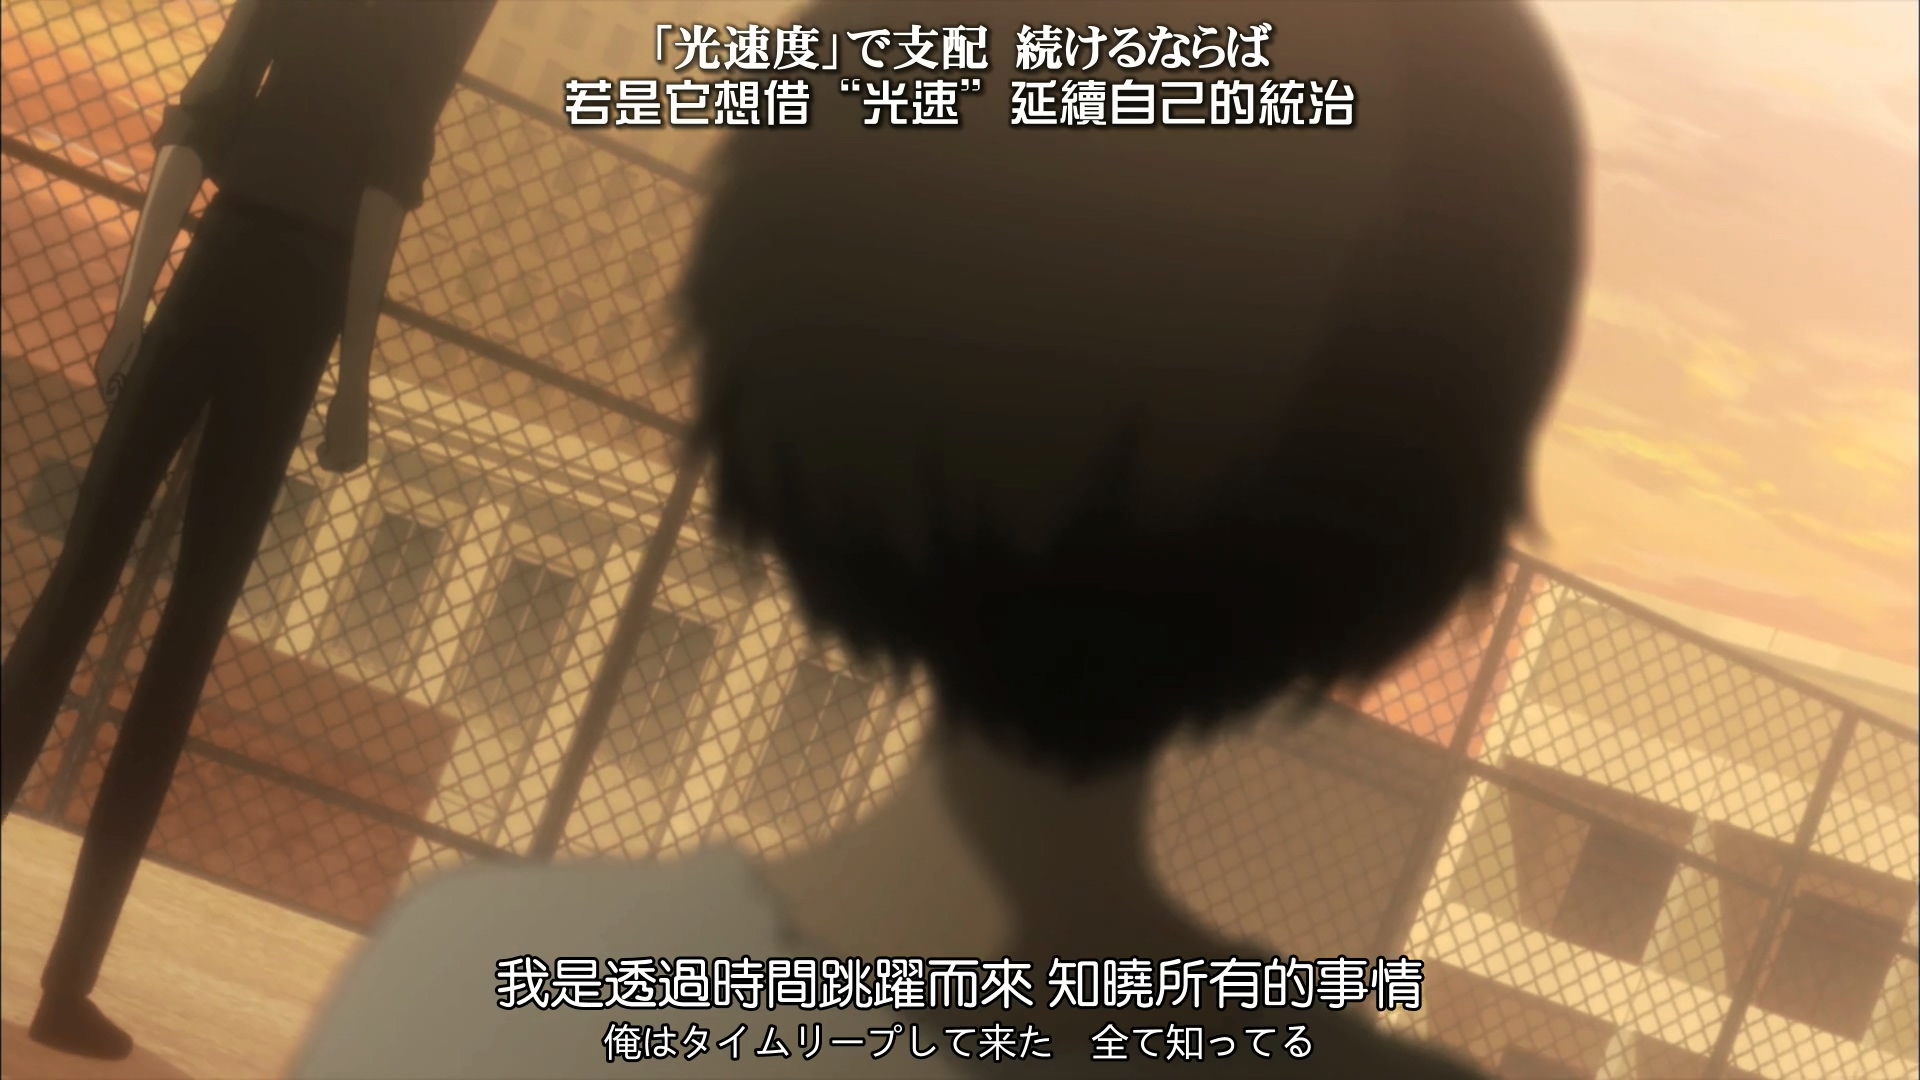 「光速度」で支配 続けるならば
若是它想借 “光速” 延續自己的統治
我是透過時間跳躍而來 知曉所有的事情
俺はタイムリープして来た 全て知ってる